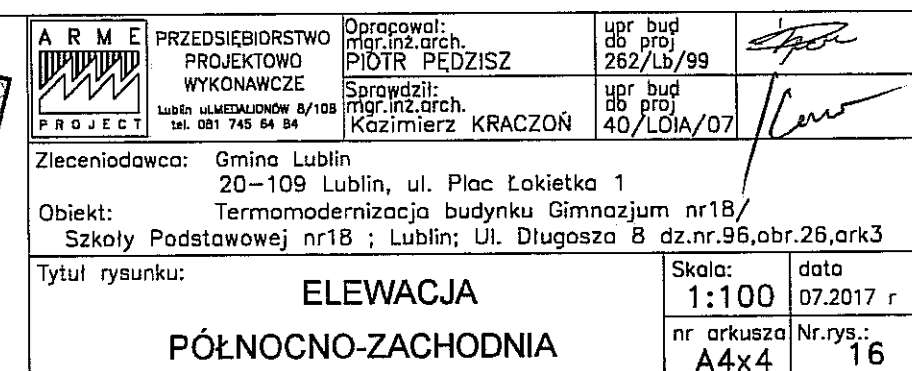 ARME
PROJECT
PRZEDSIĘBIORSTWO
PROJEKTOWO
WYKONAWCZE
Lublin ul.MEDALIONÓW 8/10B
tel. 081 745 64 84
Opracował:
mgr.inż.arch.
PIOTR PĘDZISZ
upr bud
do proj
262/Lb/99
Sprawdził:
mgr.inż.arch.
Kazimierz KRACZOŃ
upr bud
do proj
40/LOIA/07
Zleceniodawca: Gmina Lublin
20-109 Lublin, ul. Plac Łokietka 1
Obiekt: Termomodernizacja budynku Gimnazjum nr18/
Szkoły Podstawowej nr18 ; Lublin; Ul. Długosza 8 dz.nr.96,obr.26,ark3
Tytuł rysunku:
ELEWACJA
PÓŁNOCNO-ZACHODNIA
Skala:
1:100
data
07.2017 r
nr arkusza
A4x4
Nr.rys.:
16